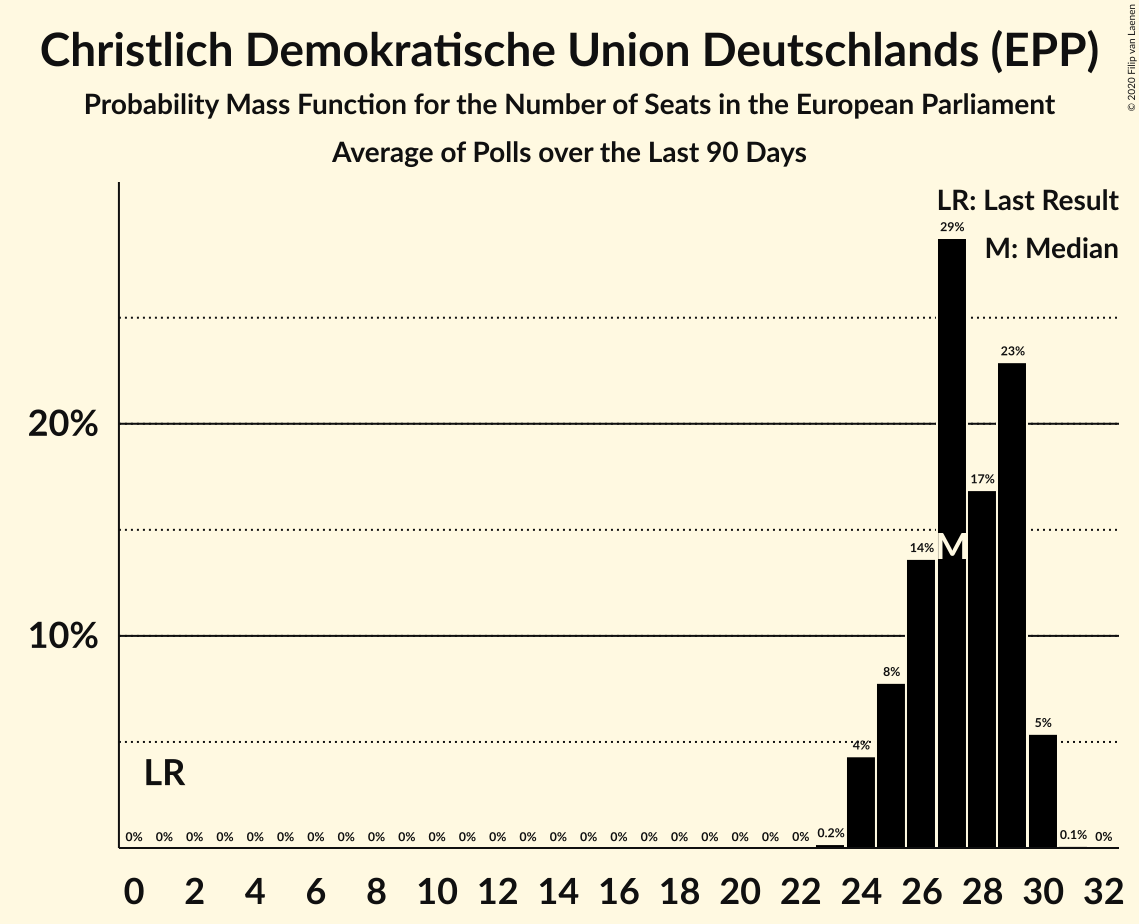 Christlich Demokratische Union Deutschlands (EPP)
Probability Mass Function for the Number of Seats in the European Parliament
Average of Polls over the Last 90 Days
© 2020 Filip van Laenen
LR: Last Result
M: Median
29%
23%
20%
17%
14%
M
10%
8%
5%
4%
LR
0% 0% 0% 0% 0% 0% 0% 0% 0% 0% 0% 0% 0% 0% 0% 0% 0% 0% 0% 0% 0% 0% 0% 0.2% 0.1% 0%
0 2 4 6 8 10 12 14 16 18 20 22 24 26 28 30 32